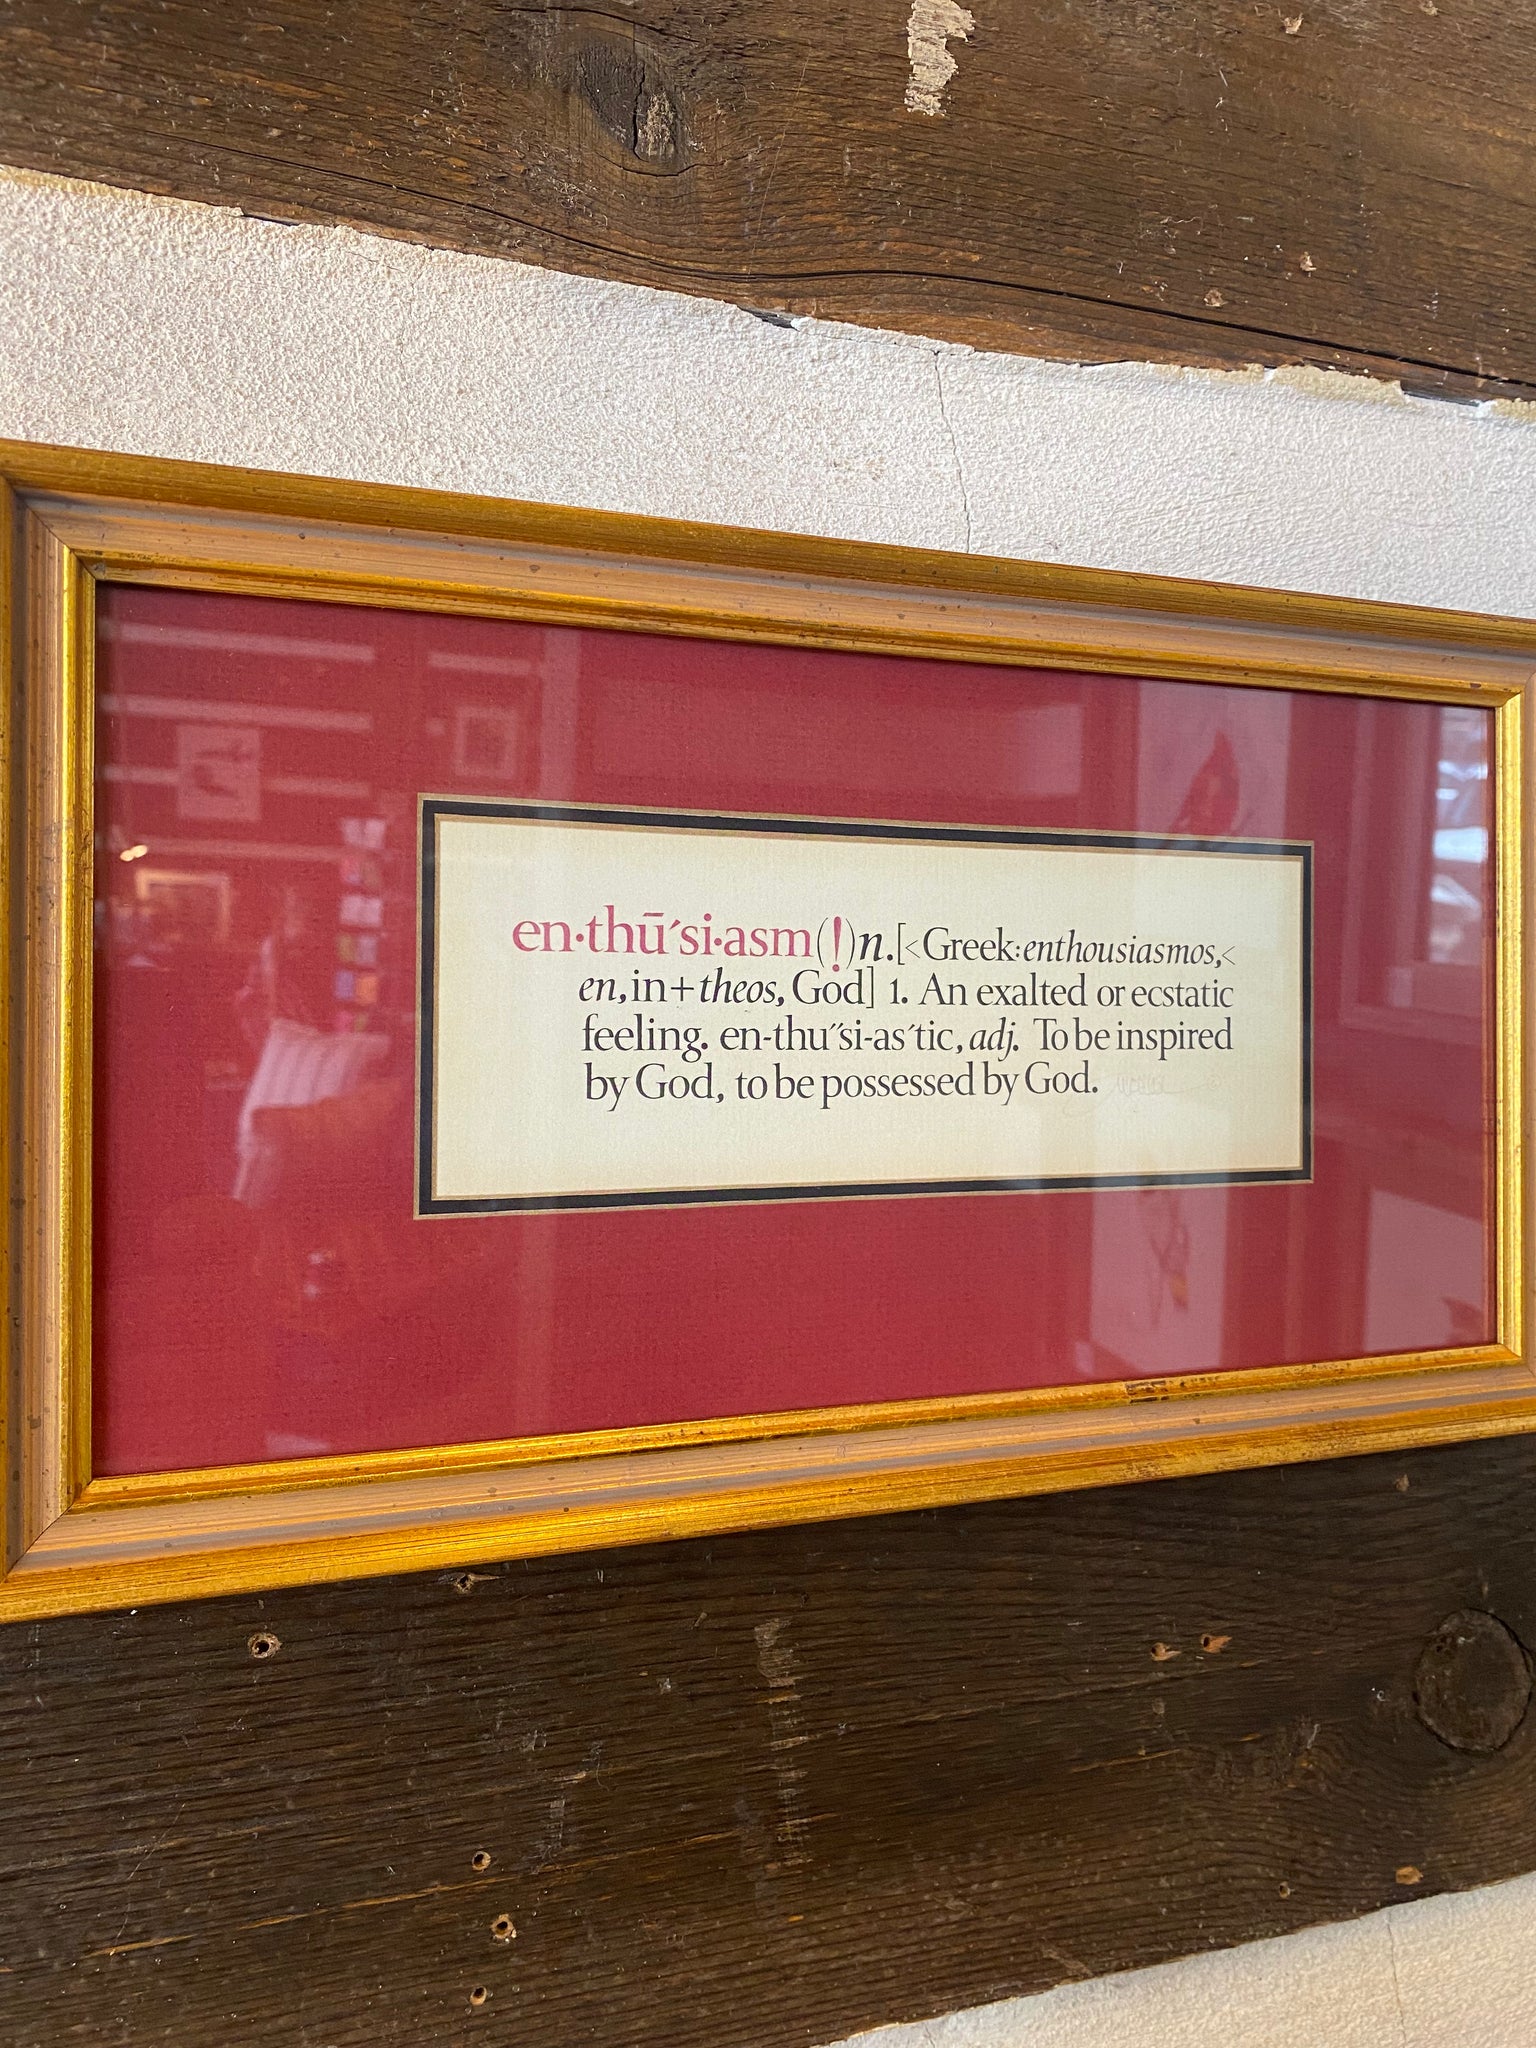 en·thū´si·asm(!)n.[<Greek:enthousiasmos,<
en,in+theos, God] 1. An exalted or ecstatic
feeling. en-thu˝si-as´tic, adj. To be inspired
by God, to be possessed by God.